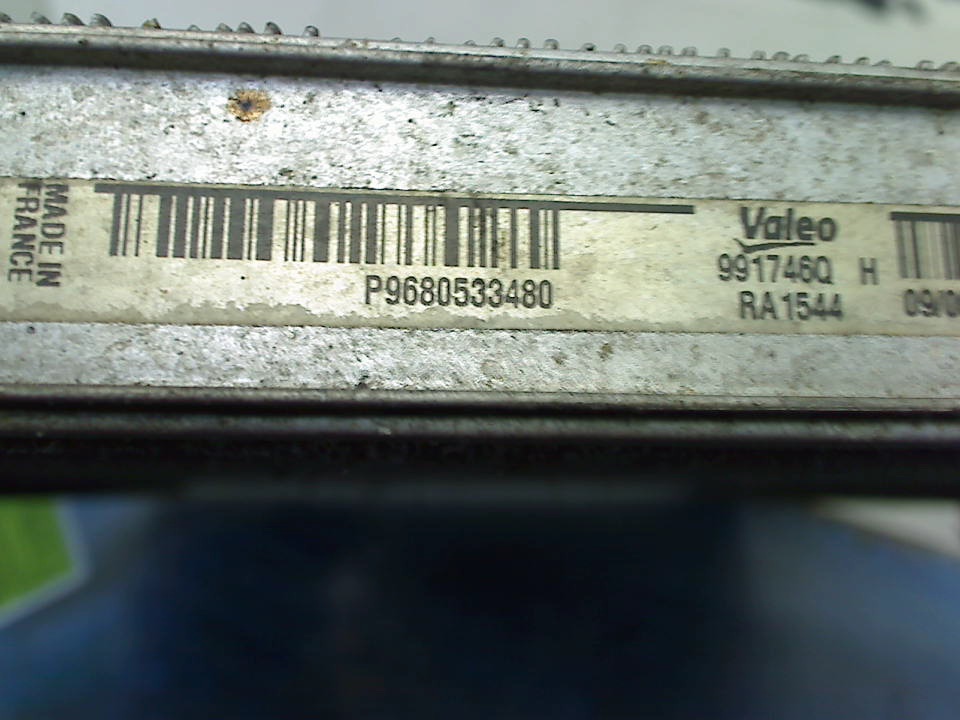 MADE IN
FRANCE
P9680533480
Valeo
991746Q H
RA1544